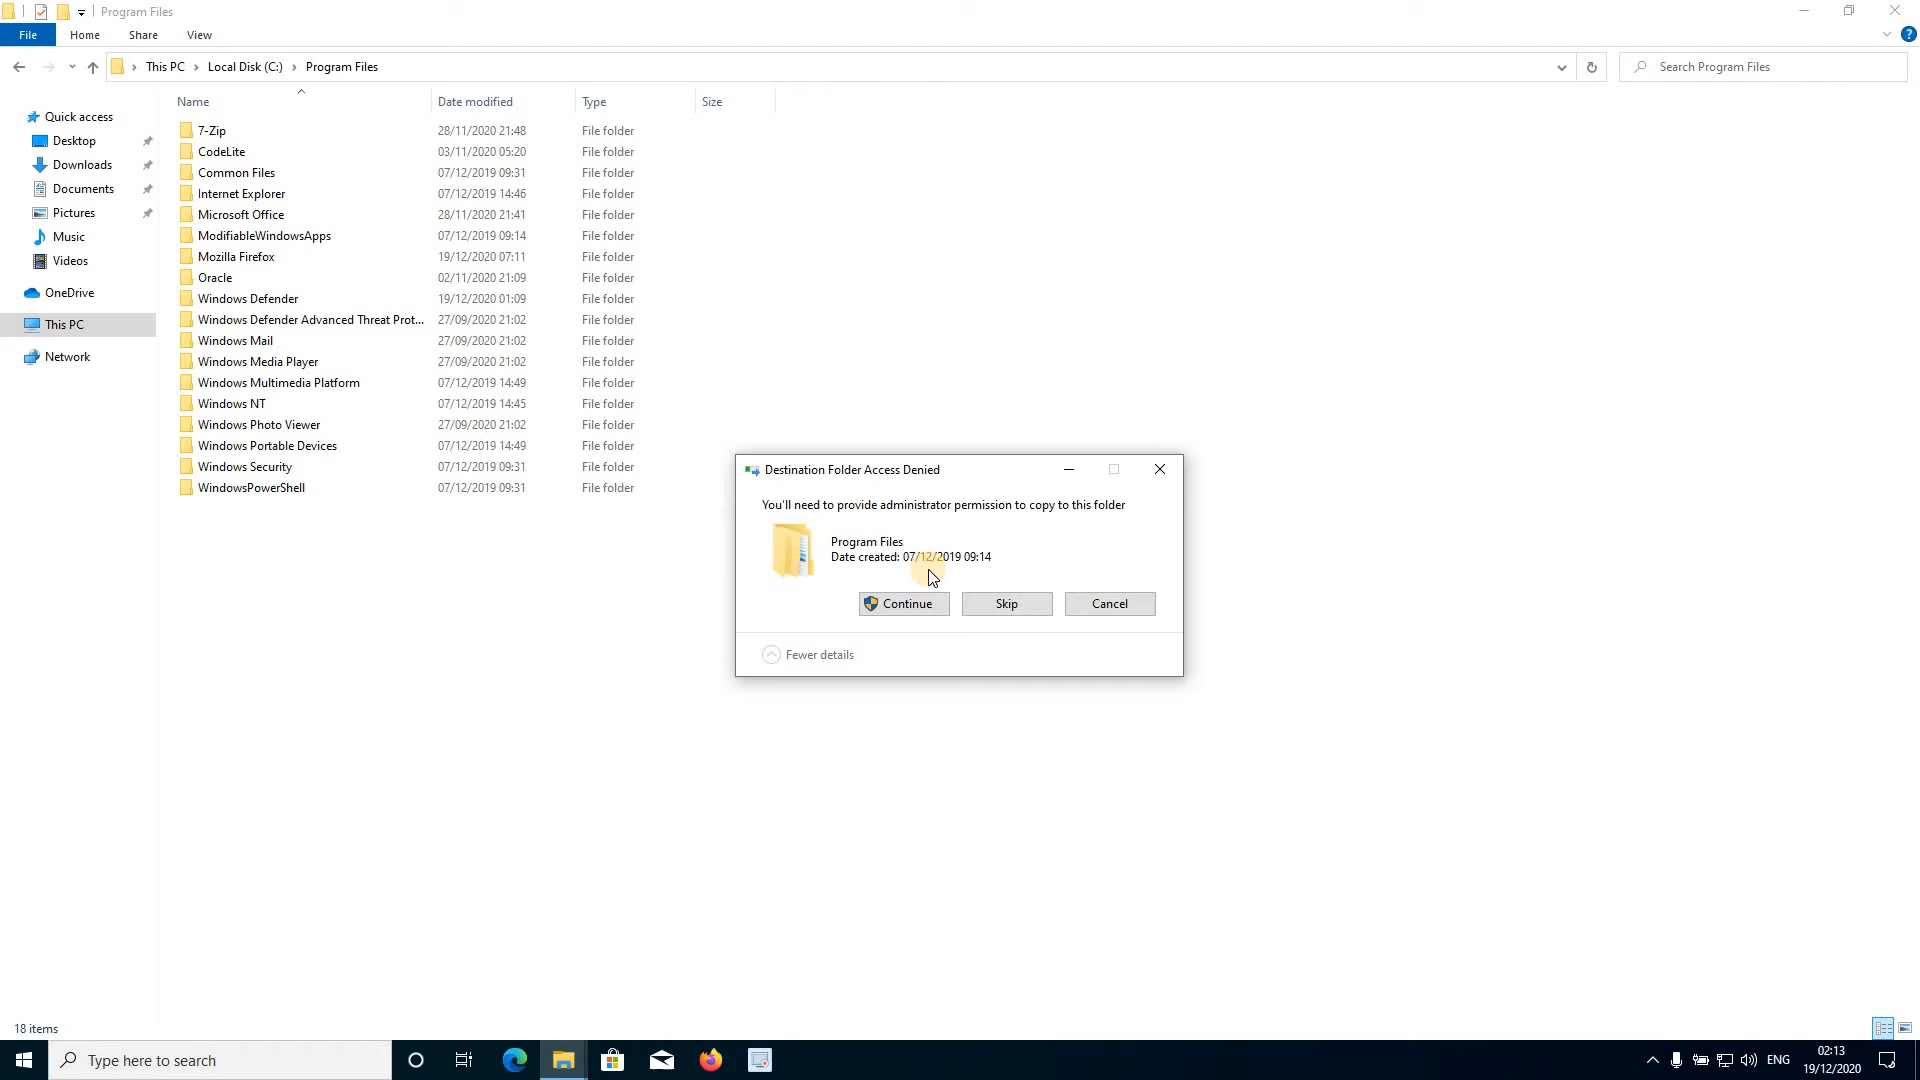 Program Files
File Home Share View
This PC Local Disk (C:) Program Files
Search Program Files
Quick access
Desktop
Downloads
Documents
Pictures
Music
Videos
OneDrive
This PC
Network
Name Date modified Type Size
7-Zip 28/11/2020 21:48 File folder
CodeLite 03/11/2020 05:20 File folder
Common Files 07/12/2019 09:31 File folder
Internet Explorer 07/12/2019 14:46 File folder
Microsoft Office 28/11/2020 21:41 File folder
ModifiableWindowsApps 07/12/2019 09:14 File folder
Mozilla Firefox 19/12/2020 07:11 File folder
Oracle 02/11/2020 21:09 File folder
Windows Defender 19/12/2020 01:09 File folder
Windows Defender Advanced Threat Prot... 27/09/2020 21:02 File folder
Windows Mail 27/09/2020 21:02 File folder
Windows Media Player 27/09/2020 21:02 File folder
Windows Multimedia Platform 07/12/2019 14:49 File folder
Windows NT 07/12/2019 14:45 File folder
Windows Photo Viewer 27/09/2020 21:02 File folder
Windows Portable Devices 07/12/2019 14:49 File folder
Windows Security 07/12/2019 09:31 File folder
WindowsPowerShell 07/12/2019 09:31 File folder
Destination Folder Access Denied
You'll need to provide administrator permission to copy to this folder
Program Files
Date created: 07/12/2019 09:14
Continue Skip Cancel
Fewer details
18 items
Type here to search
ENG
02:13
19/12/2020